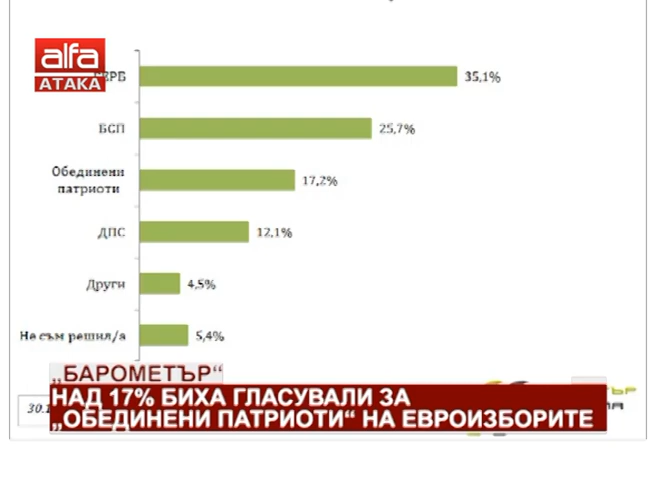 alfa
АТАКА
35,1%
БСП
25,7%
Обединени
патриоти
17,2%
ДПС
12,1%
Други
4,5%
Не съм решил/а
5,4%
„БАРОМЕТЪР“
НАД 17% БИХА ГЛАСУВАЛИ ЗА
„ОБЕДИНЕНИ ПАТРИОТИ“ НА ЕВРОИЗБОРИТЕ